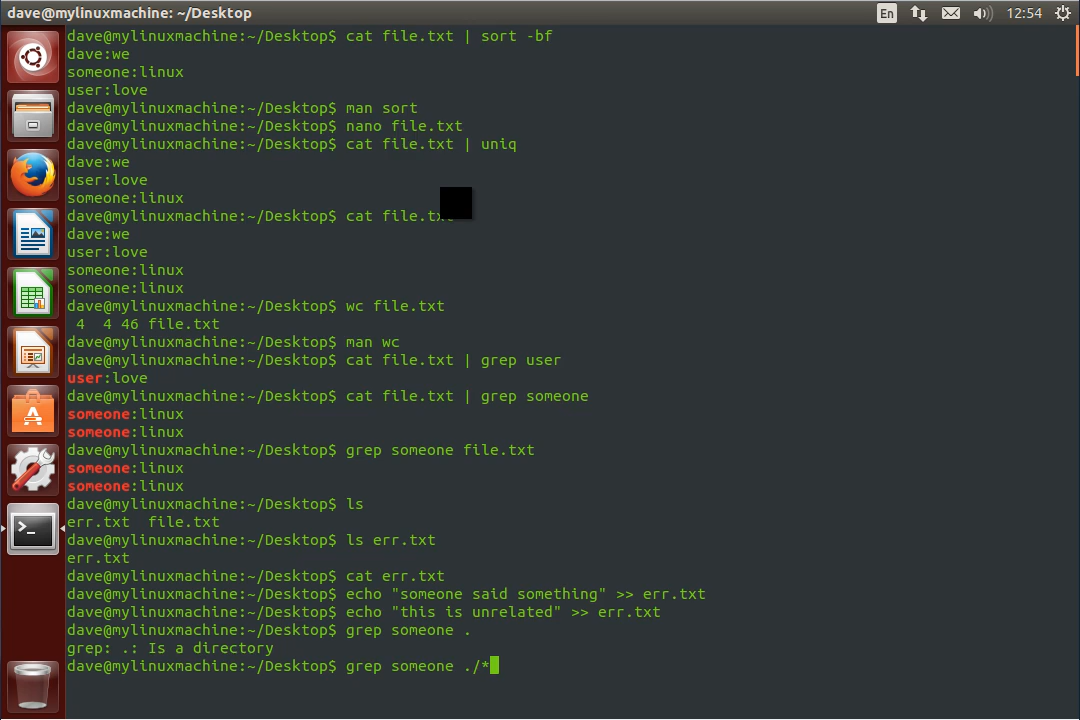 dave@mylinuxmachine: ~/Desktop En 12:54
dave@mylinuxmachine:~/Desktop$ cat file.txt | sort -bf
dave:we
someone:linux
user:love
dave@mylinuxmachine:~/Desktop$ man sort
dave@mylinuxmachine:~/Desktop$ nano file.txt
dave@mylinuxmachine:~/Desktop$ cat file.txt | uniq
dave:we
user:love
someone:linux
dave@mylinuxmachine:~/Desktop$ cat file.txt
dave:we
user:love
someone:linux
someone:linux
dave@mylinuxmachine:~/Desktop$ wc file.txt
 4  4 46 file.txt
dave@mylinuxmachine:~/Desktop$ man wc
dave@mylinuxmachine:~/Desktop$ cat file.txt | grep user
user:love
dave@mylinuxmachine:~/Desktop$ cat file.txt | grep someone
someone:linux
someone:linux
dave@mylinuxmachine:~/Desktop$ grep someone file.txt
someone:linux
someone:linux
dave@mylinuxmachine:~/Desktop$ ls
err.txt  file.txt
dave@mylinuxmachine:~/Desktop$ ls err.txt
err.txt
dave@mylinuxmachine:~/Desktop$ cat err.txt
dave@mylinuxmachine:~/Desktop$ echo "someone said something" >> err.txt
dave@mylinuxmachine:~/Desktop$ echo "this is unrelated" >> err.txt
dave@mylinuxmachine:~/Desktop$ grep someone .
grep: .: Is a directory
dave@mylinuxmachine:~/Desktop$ grep someone ./*